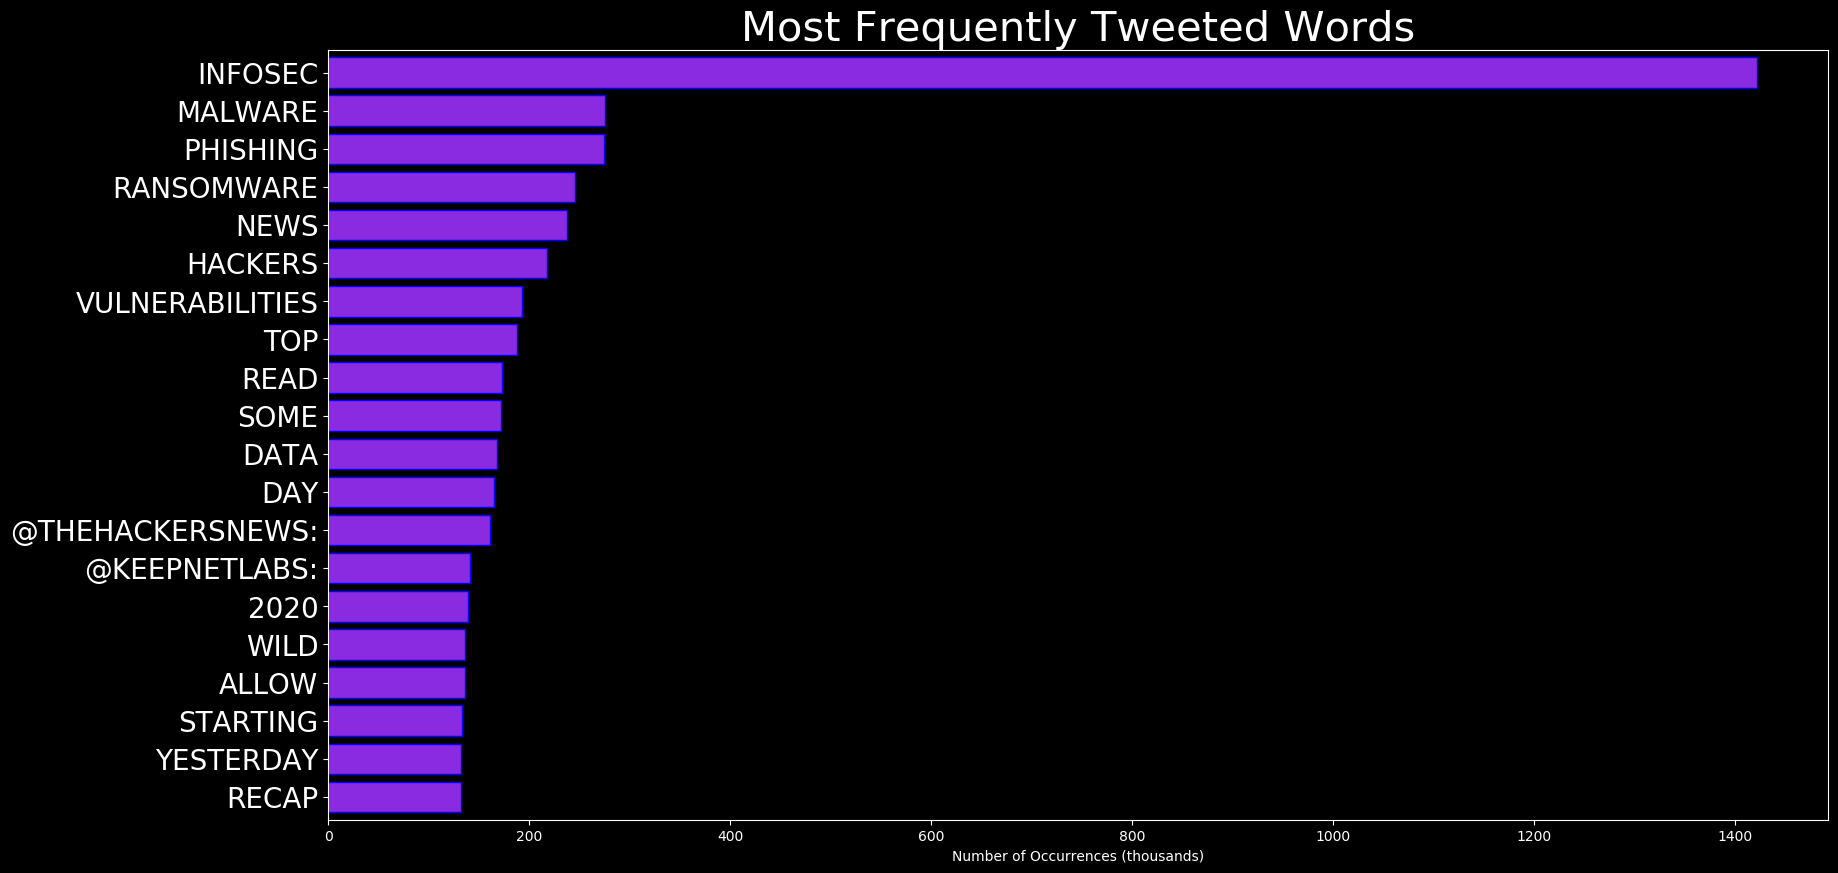 Most Frequently Tweeted Words
INFOSEC
MALWARE
PHISHING
RANSOMWARE
NEWS
HACKERS
VULNERABILITIES
TOP
READ
SOME
DATA
DAY
@THEHACKERSNEWS:
@KEEPNETLABS:
2020
WILD
ALLOW
STARTING
YESTERDAY
RECAP
0 200 400 600 800 1000 1200 1400
Number of Occurrences (thousands)